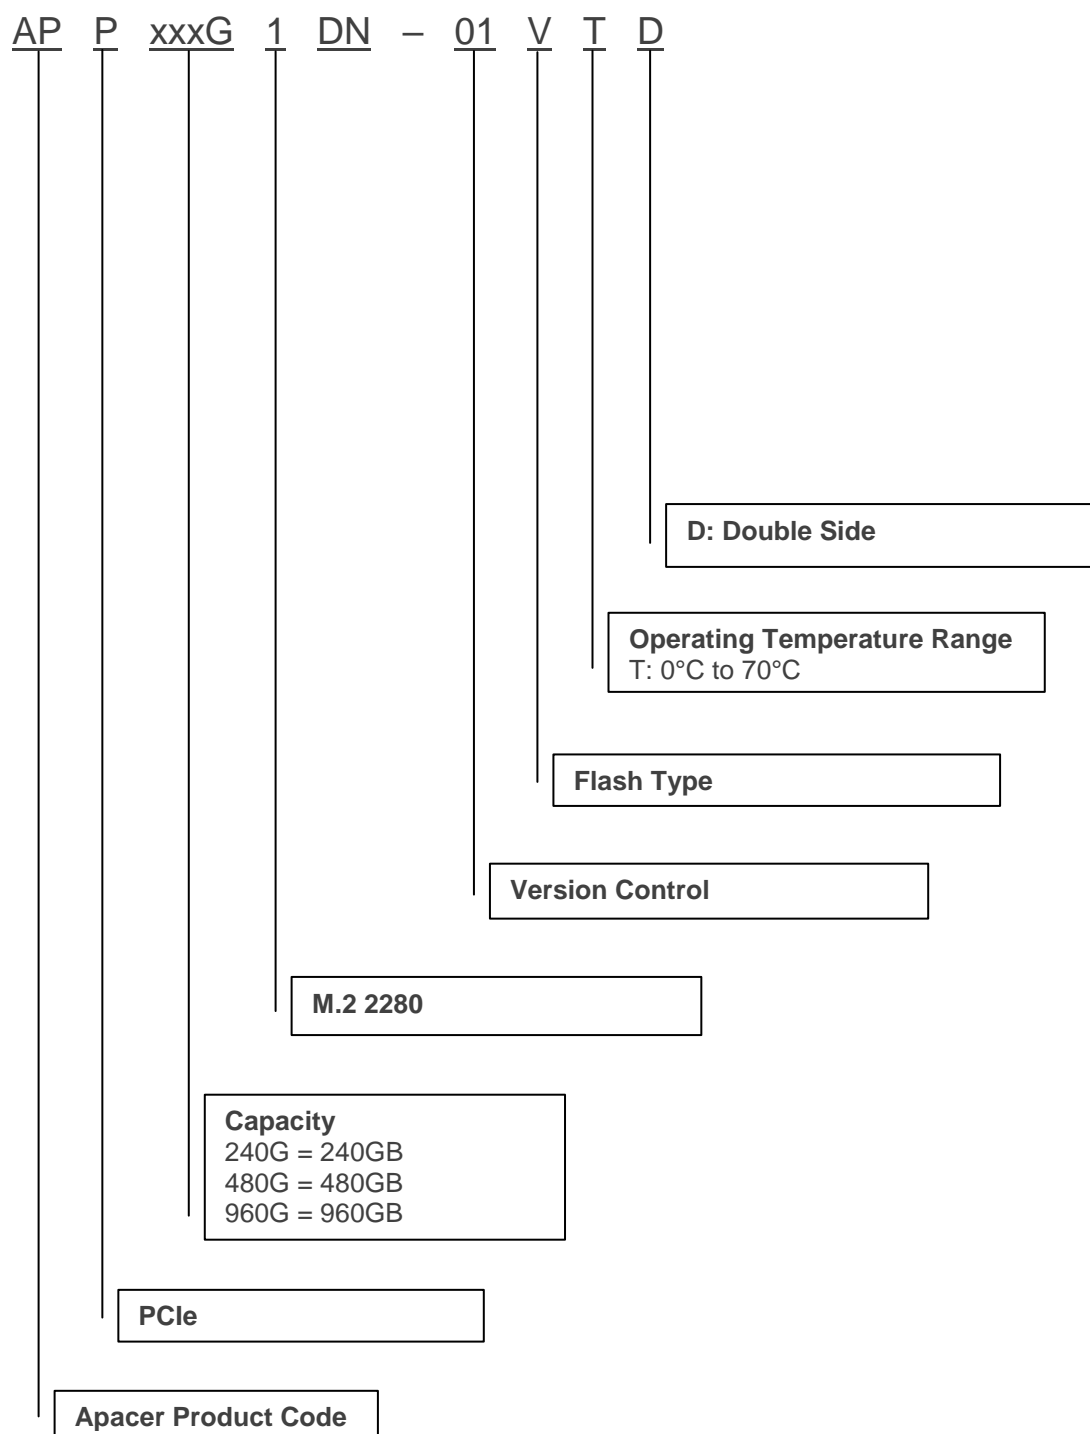 AP P xxxG 1 DN – 01 V T D
D: Double Side
Operating Temperature Range
T: 0°C to 70°C
Flash Type
Version Control
M.2 2280
Capacity
240G = 240GB
480G = 480GB
960G = 960GB
PCIe
Apacer Product Code